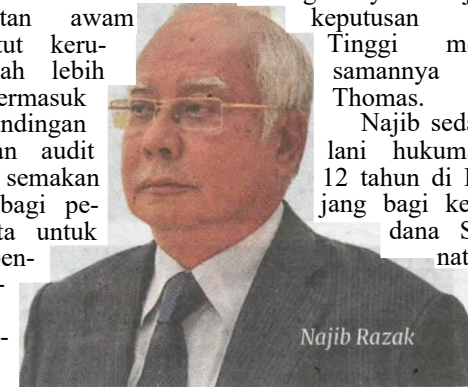 tan awam
tut keru-
ah lebih
ermasuk
ndingan
an audit
semakan
bagi pe-
ta untuk
en-
-
-
keputusan
Tinggi m
samannya
Thomas.
Najib seda
lani hukuma
12 tahun di
jang bagi ke
dana S
nat
Najib Razak